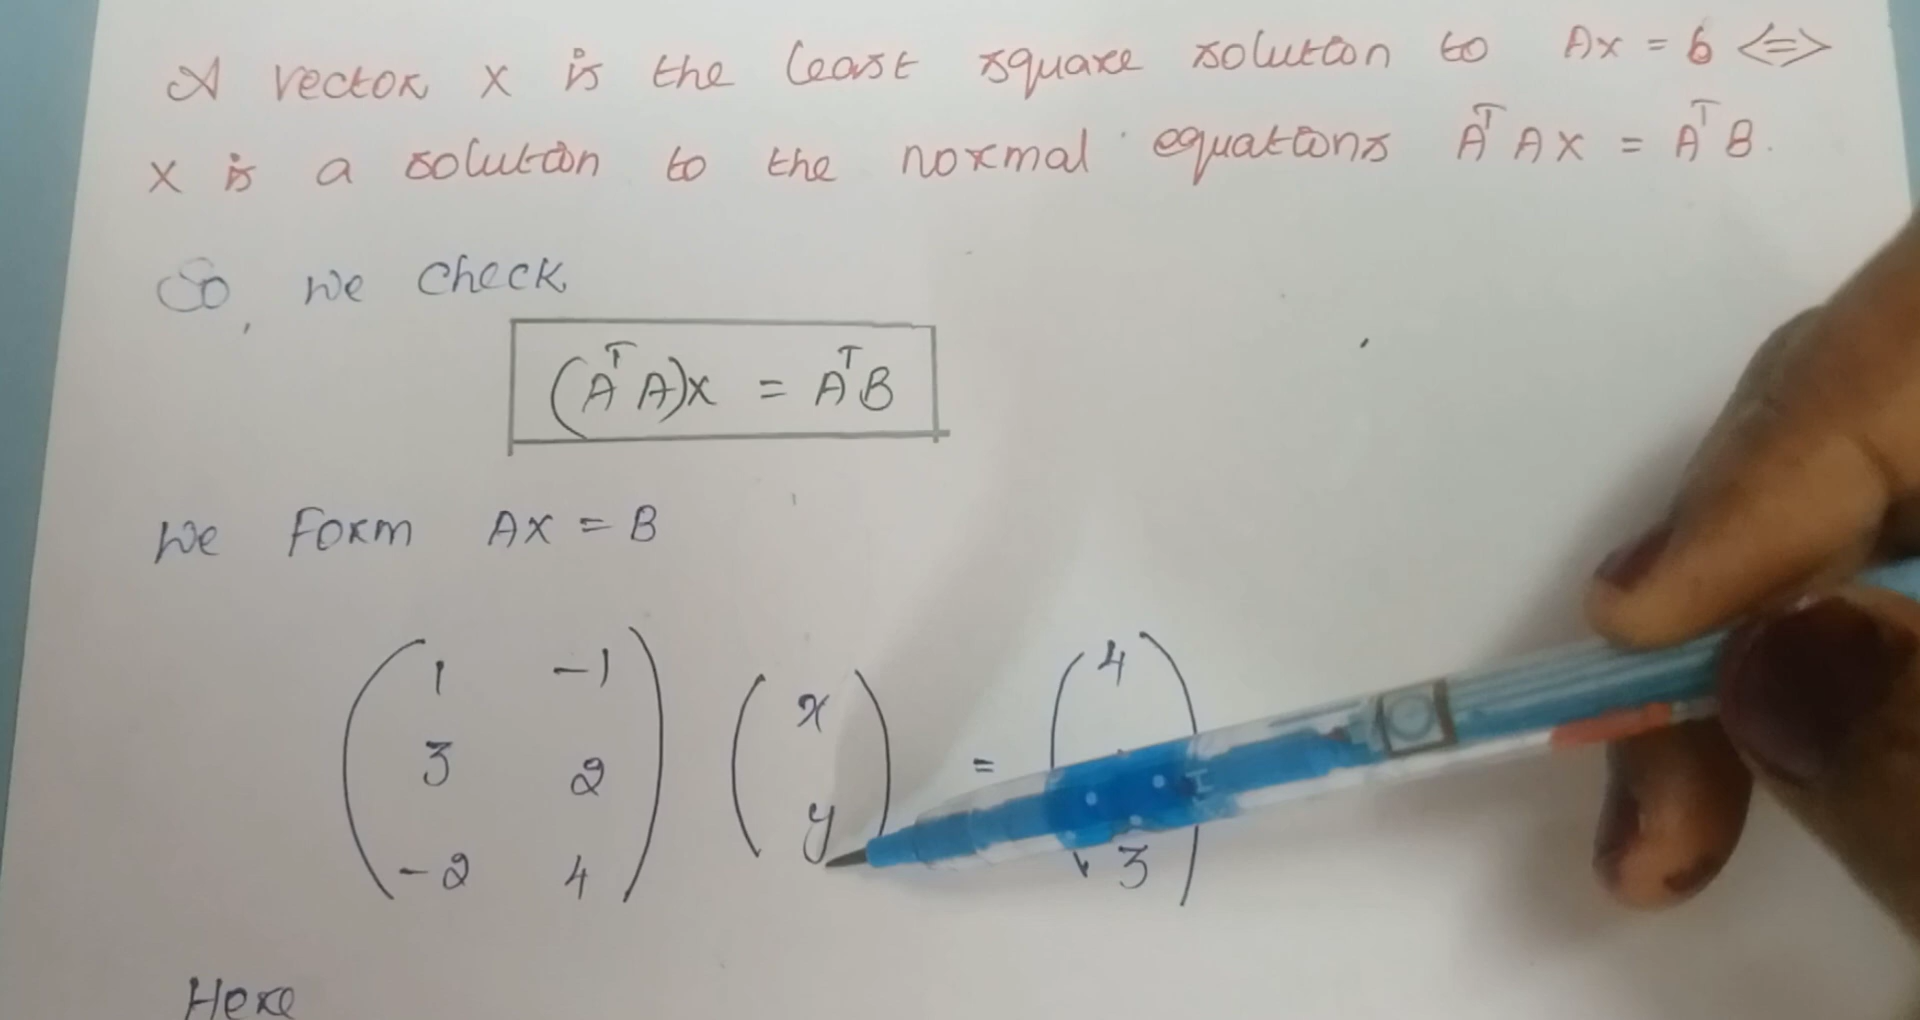 A vector X is the least square solution to AX = b <=>
X is a solution to the normal equations AᵀAX = AᵀB.
So, we check
(AᵀA)X = AᵀB
We Form AX = B
( 1 -1 ) ( x ) = ( 4
3 2
-2 4 y 3 )
Here